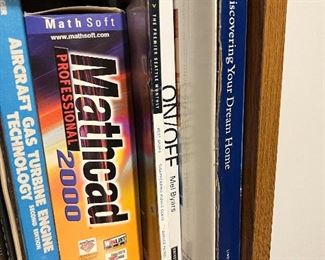 AIRCRAFT GAS TURBINE ENGINE
TECHNOLOGY
SECOND EDITION
MathSoft
www.mathsoft.com
Mathcad
PROFESSIONAL
2000
THE PREMIER SEATTLE MONTHLY
ON/OFF
Mel Byars
Discovering Your Dream Home